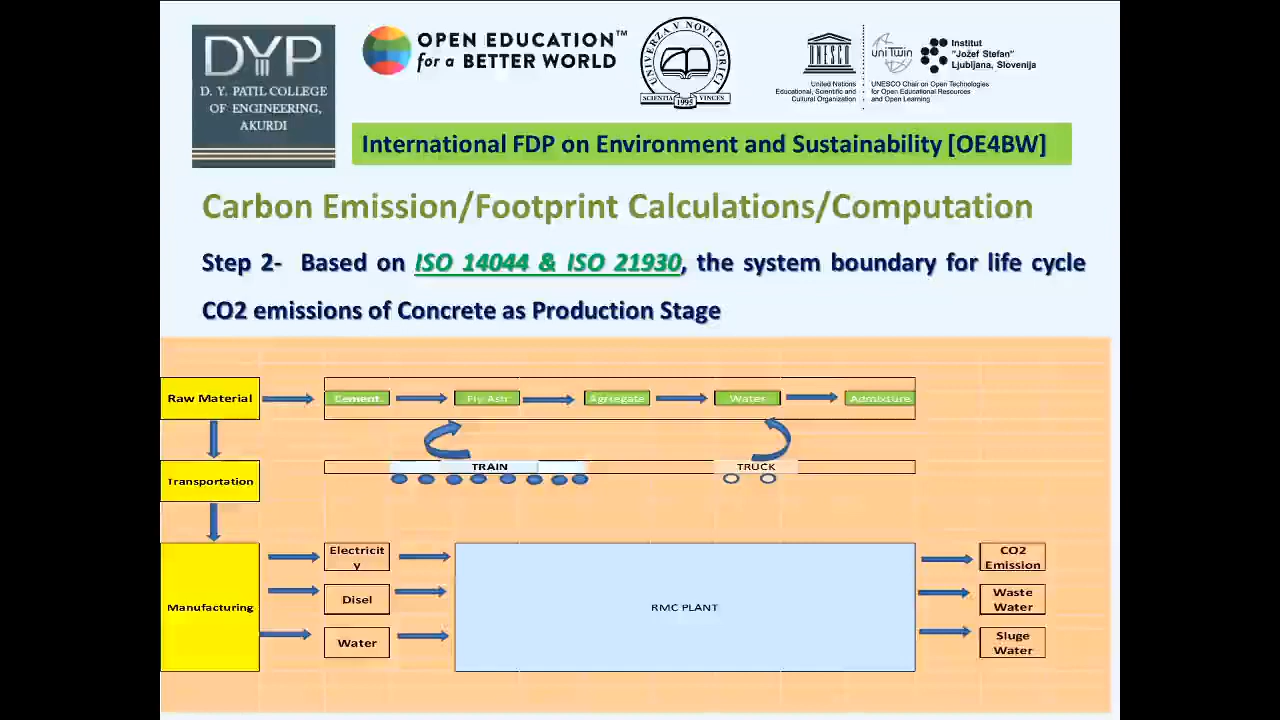 DYP
D. Y. PATIL COLLEGE
OF ENGINEERING,
AKURDI
OPEN EDUCATION™
for a BETTER WORLD
UNIVERZA V NOVI GORICI
SCIENTIA VINCES
1995
UNESCO
United Nations
Educational, Scientific and
Cultural Organization
uniTwin
Institut
"Jožef Stefan"
Ljubljana, Slovenija
UNESCO Chair on Open Technologies
for Open Educational Resources
and Open Learning
International FDP on Environment and Sustainability [OE4BW]
Carbon Emission/Footprint Calculations/Computation
Step 2- Based on ISO 14044 & ISO 21930, the system boundary for life cycle
CO2 emissions of Concrete as Production Stage
Raw Material
Cement
Fly Ash
Agregate
Water
Admixture
Transportation
TRAIN
TRUCK
Manufacturing
Electricit
y
Disel
Water
RMC PLANT
CO2
Emission
Waste
Water
Sluge
Water